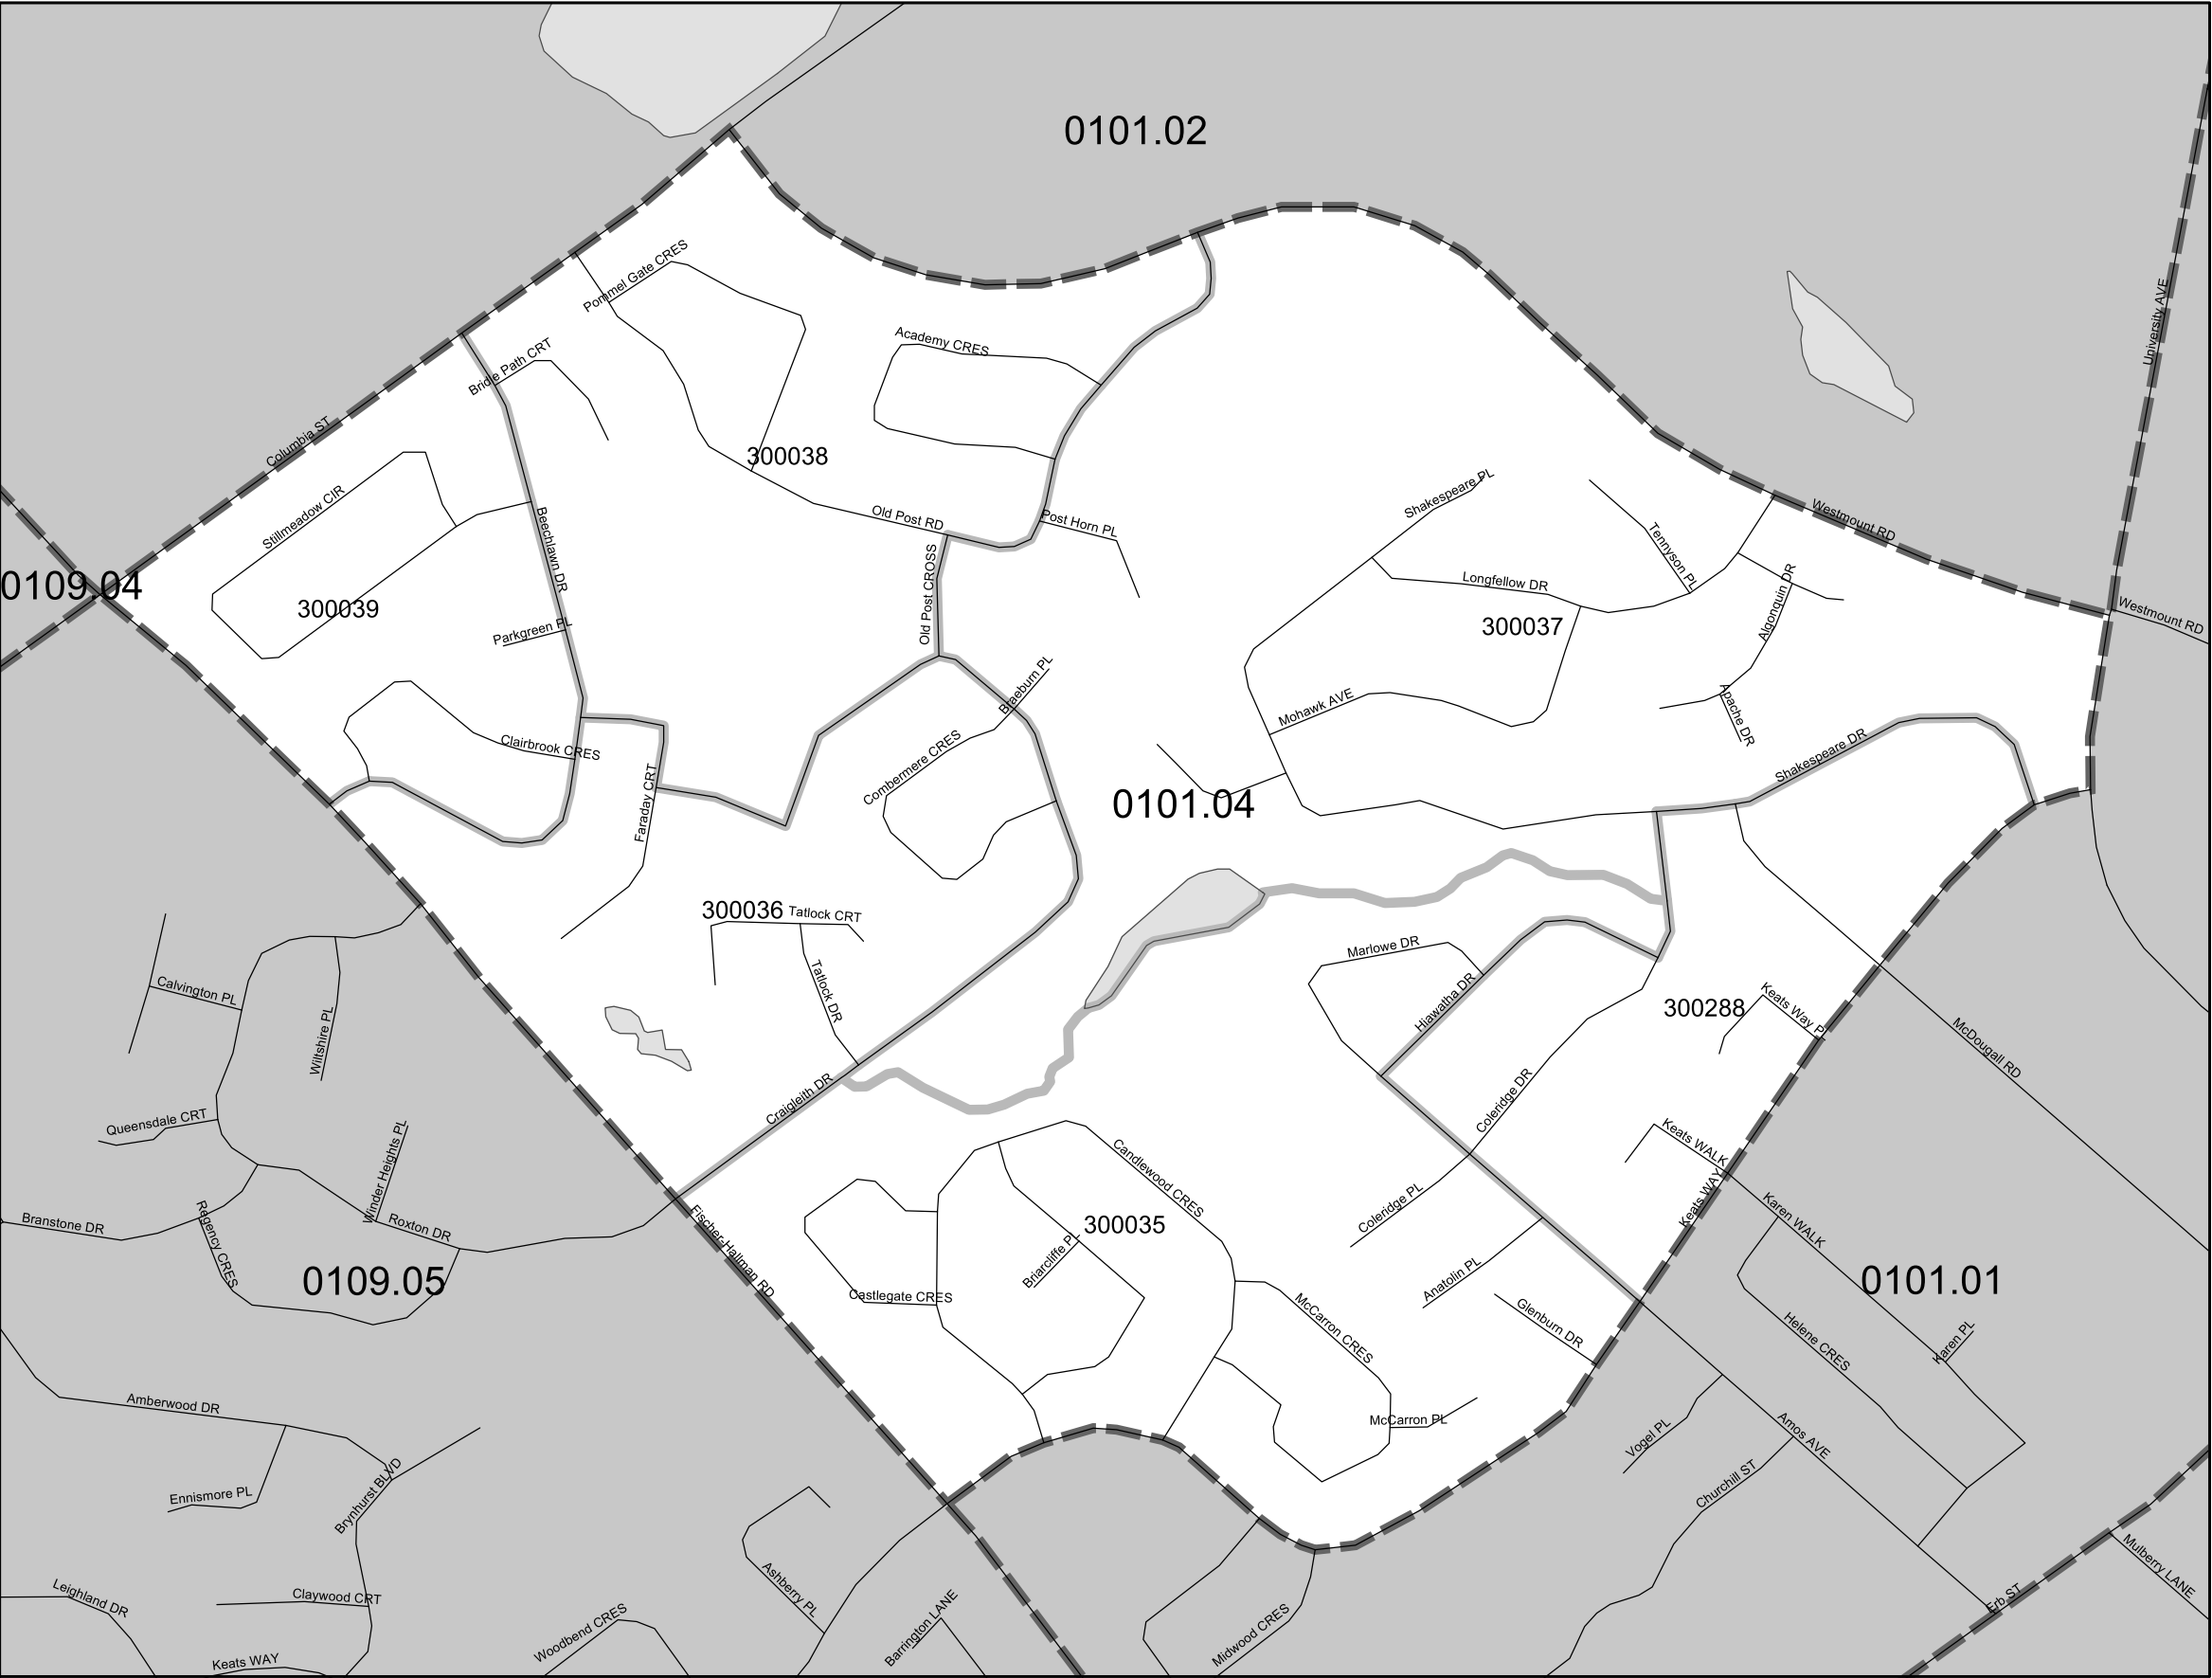 0101.02
Pommel Gate CRES
University AVE
Academy CRES
Bridle Path CRT
Columbia ST
300038
Shakespeare PL
Stillmeadow CIR
Old Post RD
Post Horn PL
Westmount RD
Beechlawn DR
Tennyson PL
0109.04
Old Post CROSS
Longfellow DR
Algonquin DR
300039
Westmount RD
Parkgreen PL
300037
Braeburn PL
Mohawk AVE
Apache DR
Clairbrook CRES
Combermere CRES
Shakespeare DR
Faraday CRT
0101.04
300036
Tatlock CRT
Marlowe DR
Calvington PL
Tatlock DR
Hiawatha DR
300288
Keats Way P
Wiltshire PL
McDougall RD
Craigleith DR
Coleridge DR
Queensdale CRT
Winder Heights PL
Candlewood CRES
Keats WALK
Keats WAY
Branstone DR
Regency CRES
Roxton DR
Fischer-Hallman RD
300035
Coleridge PL
Karen WALK
Briarcliffe PL
0109.05
Castlegate CRES
Anatolin PL
0101.01
McCarron CRES
Glenburn DR
Helene CRES
Karen PL
Amberwood DR
McCarron PL
Vogel PL
Amos AVE
Ennismore PL
Brynhurst BLVD
Churchill ST
Leighland DR
Claywood CRT
Ashberry PL
Mulberry LANE
Erb ST
Woodbend CRES
Barrington LANE
Midwood CRES
Keats WAY